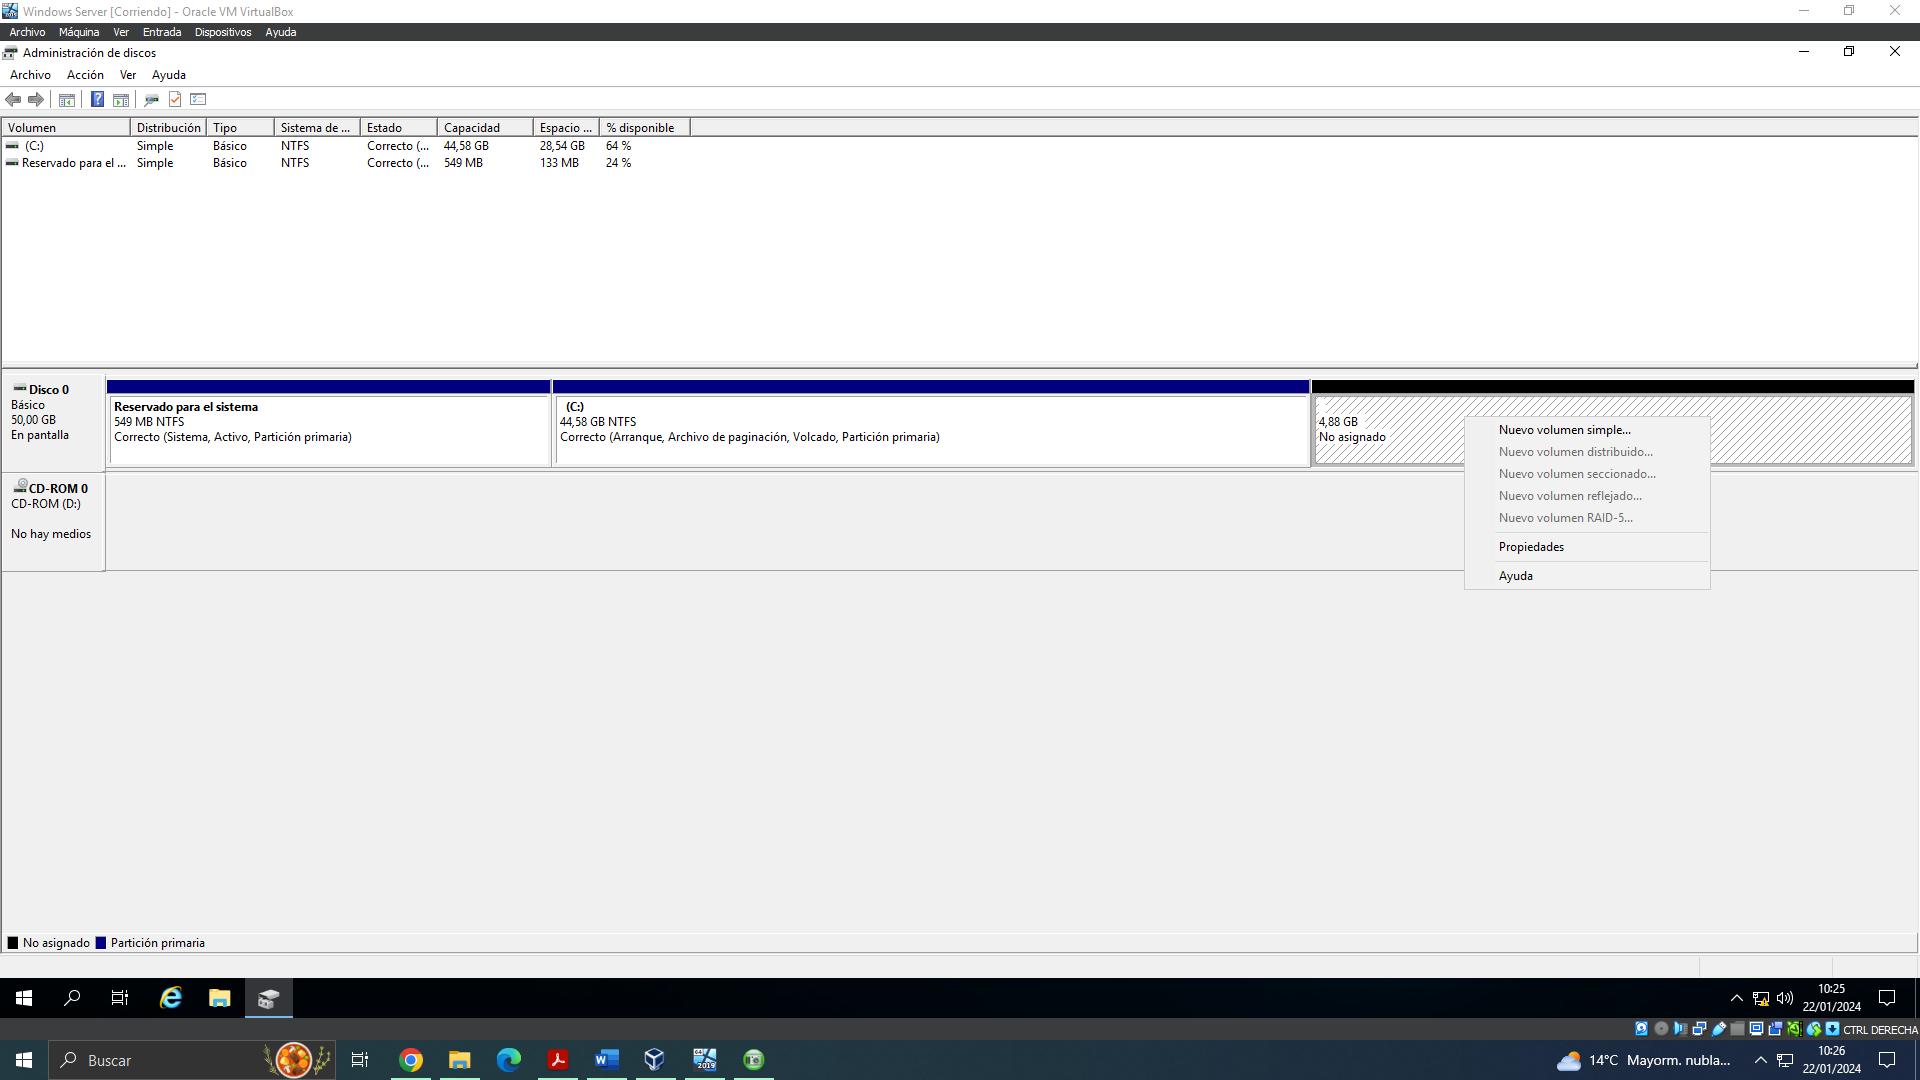 Windows Server [Corriendo] - Oracle VM VirtualBox
Archivo Máquina Ver Entrada Dispositivos Ayuda
Administración de discos
Archivo Acción Ver Ayuda
Volumen Distribución Tipo Sistema de ... Estado Capacidad Espacio ... % disponible
(C:) Simple Básico NTFS Correcto (... 44,58 GB 28,54 GB 64 %
Reservado para el ... Simple Básico NTFS Correcto (... 549 MB 133 MB 24 %
Disco 0
Básico
50,00 GB
En pantalla
Reservado para el sistema
549 MB NTFS
Correcto (Sistema, Activo, Partición primaria)
(C:)
44,58 GB NTFS
Correcto (Arranque, Archivo de paginación, Volcado, Partición primaria)
4,88 GB
No asignado
Nuevo volumen simple...
Nuevo volumen distribuido...
Nuevo volumen seccionado...
Nuevo volumen reflejado...
Nuevo volumen RAID-5...
Propiedades
Ayuda
CD-ROM 0
CD-ROM (D:)
No hay medios
No asignado Partición primaria
10:25
22/01/2024
CTRL DERECHA
Buscar
2019
14°C Mayorm. nubla...
10:26
22/01/2024